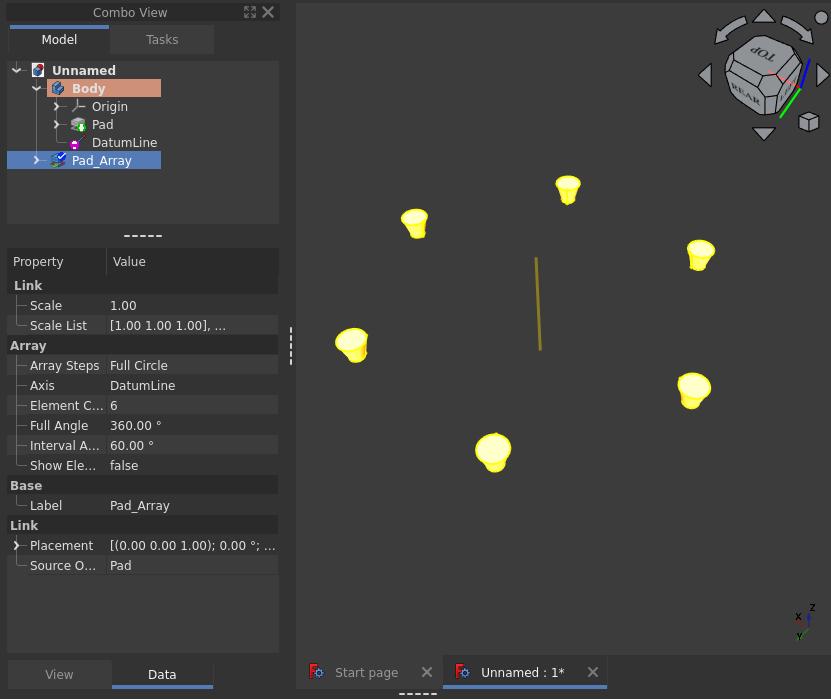 Combo View
Model
Tasks
Unnamed
Body
Origin
Pad
DatumLine
Pad_Array
Property Value
Link
Scale 1.00
Scale List [1.00 1.00 1.00], ...
Array
Array Steps Full Circle
Axis DatumLine
Element C... 6
Full Angle 360.00 °
Interval A... 60.00 °
Show Ele... false
Base
Label Pad_Array
Link
Placement [(0.00 0.00 1.00); 0.00 °; ...
Source O... Pad
View
Data
TOP
REAR
X
Y
Z
Start page
Unnamed : 1*